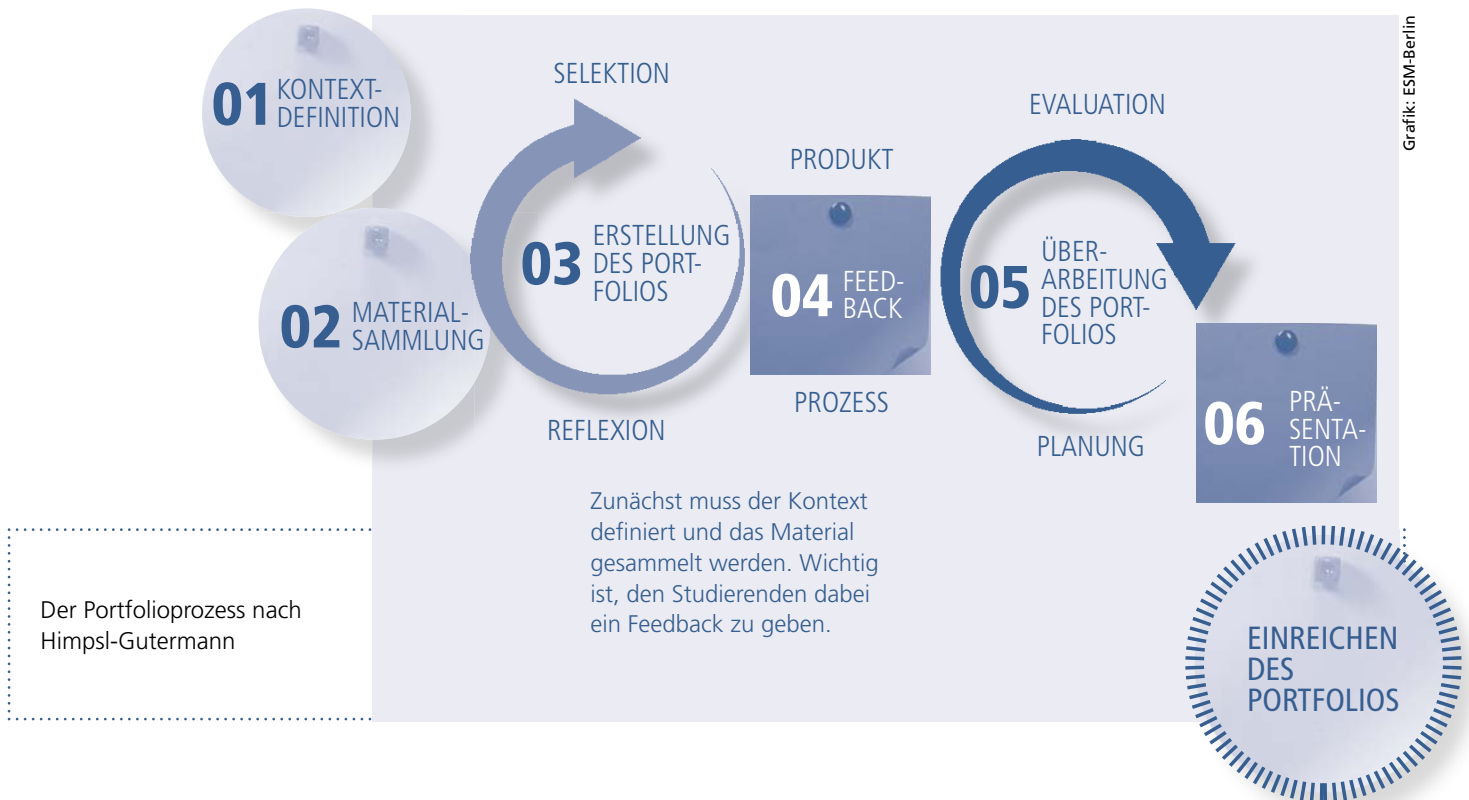 01 KONTEXT-
DEFINITION
02 MATERIAL-
SAMMLUNG
SELEKTION
03 ERSTELLUNG
DES PORT-
FOLIOS
REFLEXION
PRODUKT
04 FEED-
BACK
PROZESS
EVALUATION
05 ÜBER-
ARBEITUNG
DES PORT-
FOLIOS
PLANUNG
06 PRÄ-
SENTA-
TION
EINREICHEN
DES
PORTFOLIOS
Zunächst muss der Kontext
definiert und das Material
gesammelt werden. Wichtig
ist, den Studierenden dabei
ein Feedback zu geben.
Der Portfolioprozess nach
Himpsl-Gutermann
Grafik: ESM-Berlin